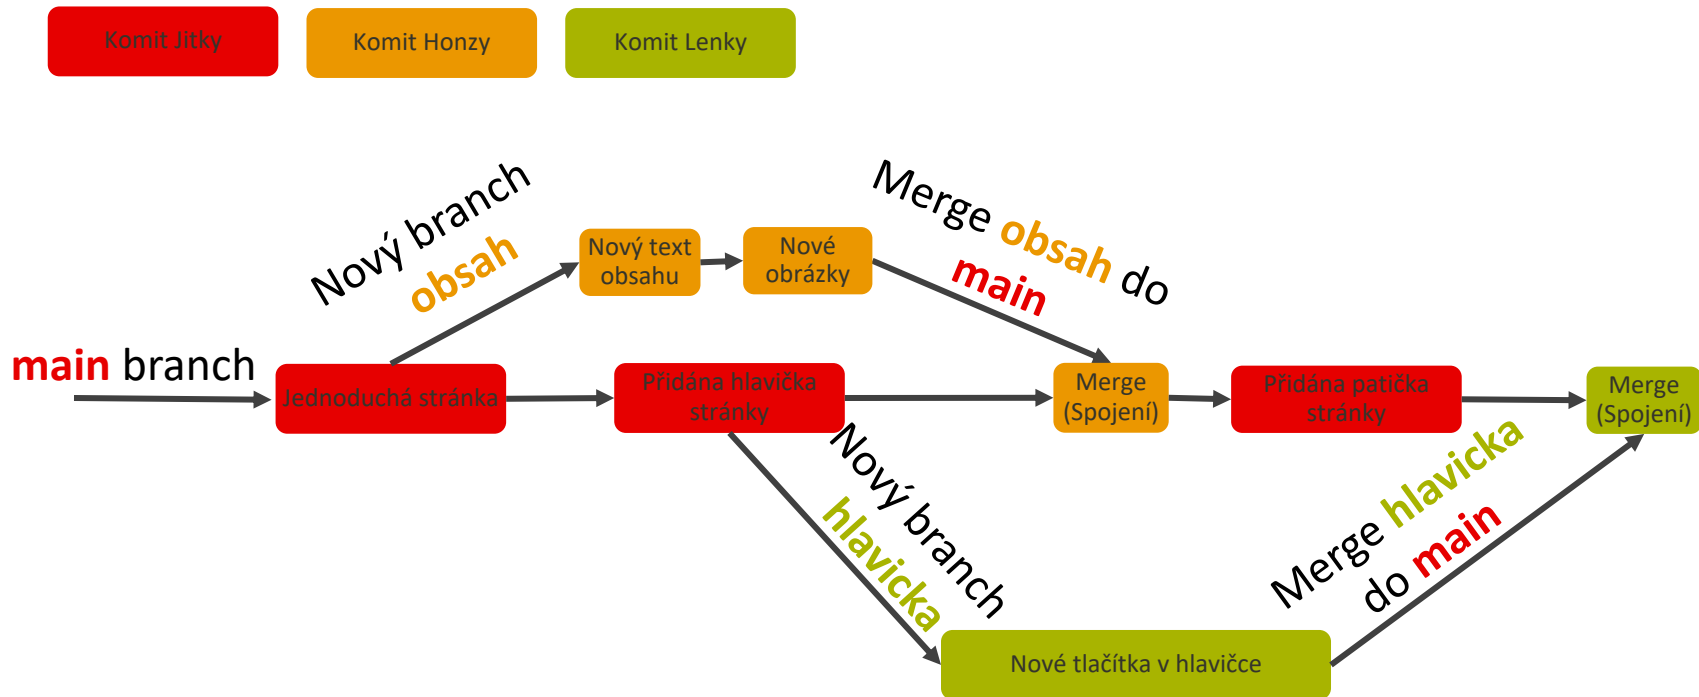 Komit Jitky
Komit Honzy
Komit Lenky
Nový branch
obsah
Nový text
obsahu
Nové
obrázky
Merge obsah do
main
main branch
Jednoduchá stránka
Přidána hlavička
stránky
Merge
(Spojení)
Přidána patička
stránky
Merge
(Spojení)
Nový branch
hlavicka
Merge hlavicka
do main
Nové tlačítka v hlavičce